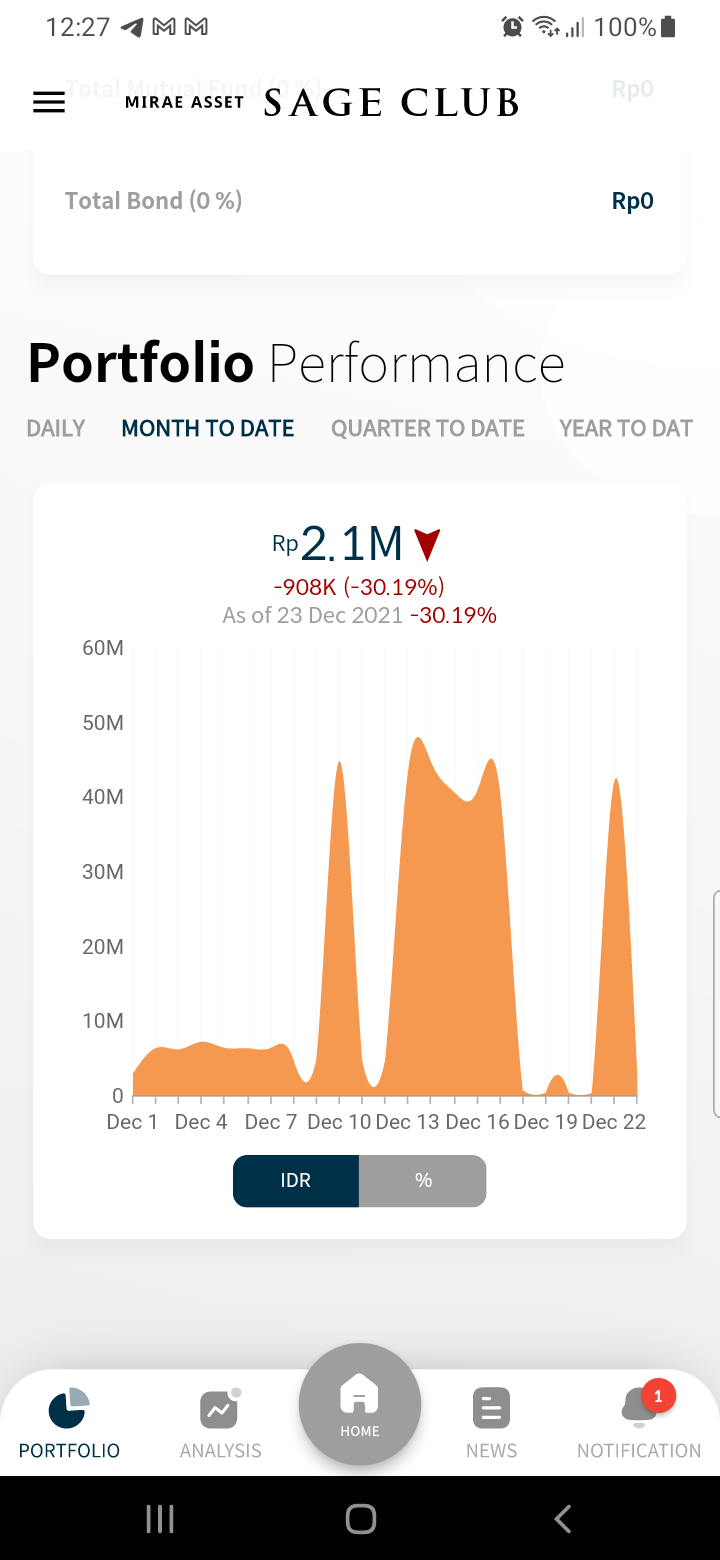 12:27 100%
Total Mutual Fund (0 %) Rp0
MIRAE ASSET SAGE CLUB
Total Bond (0 %) Rp0
Portfolio Performance
DAILY MONTH TO DATE QUARTER TO DATE YEAR TO DAT
Rp2.1M
-908K (-30.19%)
As of 23 Dec 2021 -30.19%
60M
50M
40M
30M
20M
10M
0
Dec 1 Dec 4 Dec 7 Dec 10 Dec 13 Dec 16 Dec 19 Dec 22
IDR %
1
HOME
PORTFOLIO ANALYSIS NEWS NOTIFICATION